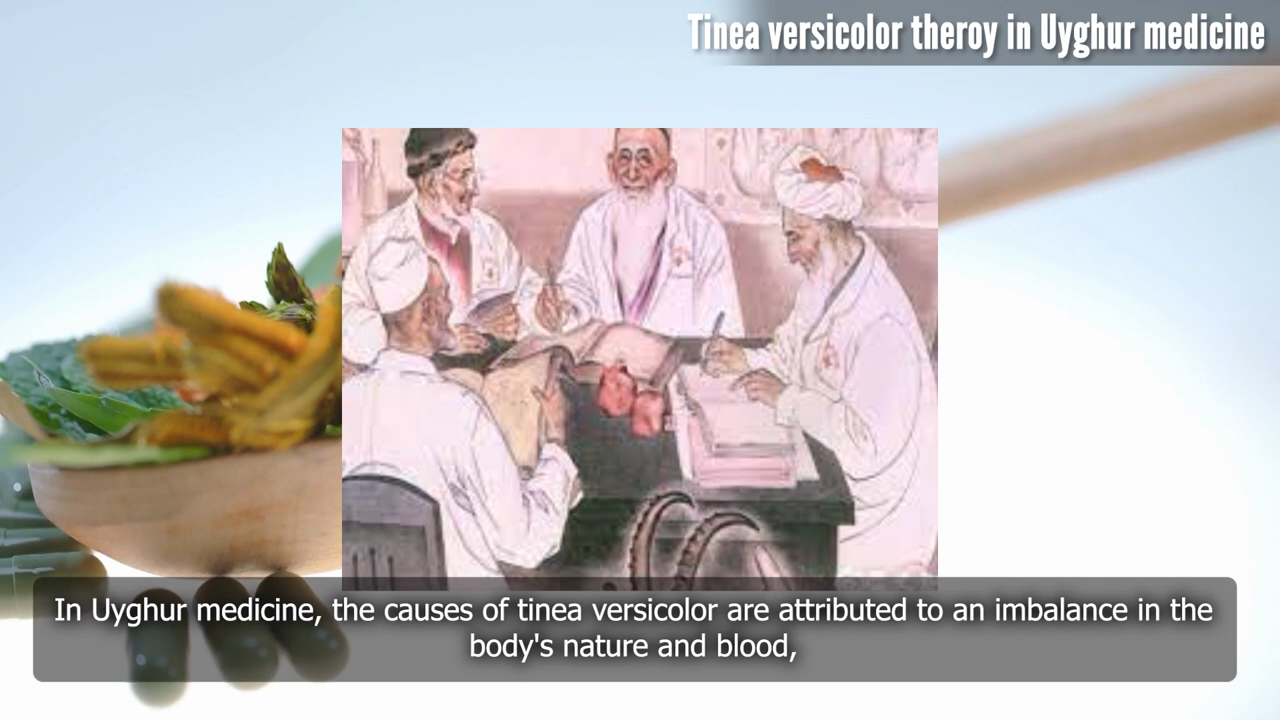 Tinea versicolor theroy in Uyghur medicine
In Uyghur medicine, the causes of tinea versicolor are attributed to an imbalance in the
body's nature and blood,